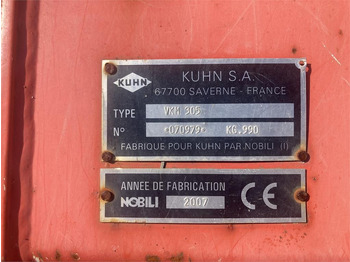 KUHN
KUHN S.A.
67700 SAVERNE - FRANCE
TYPE VKM 305
N° *070979* KG.990
FABRIQUE POUR KUHN PAR NOBILI (I)
ANNEE DE FABRICATION
NOBILI 2007 CE